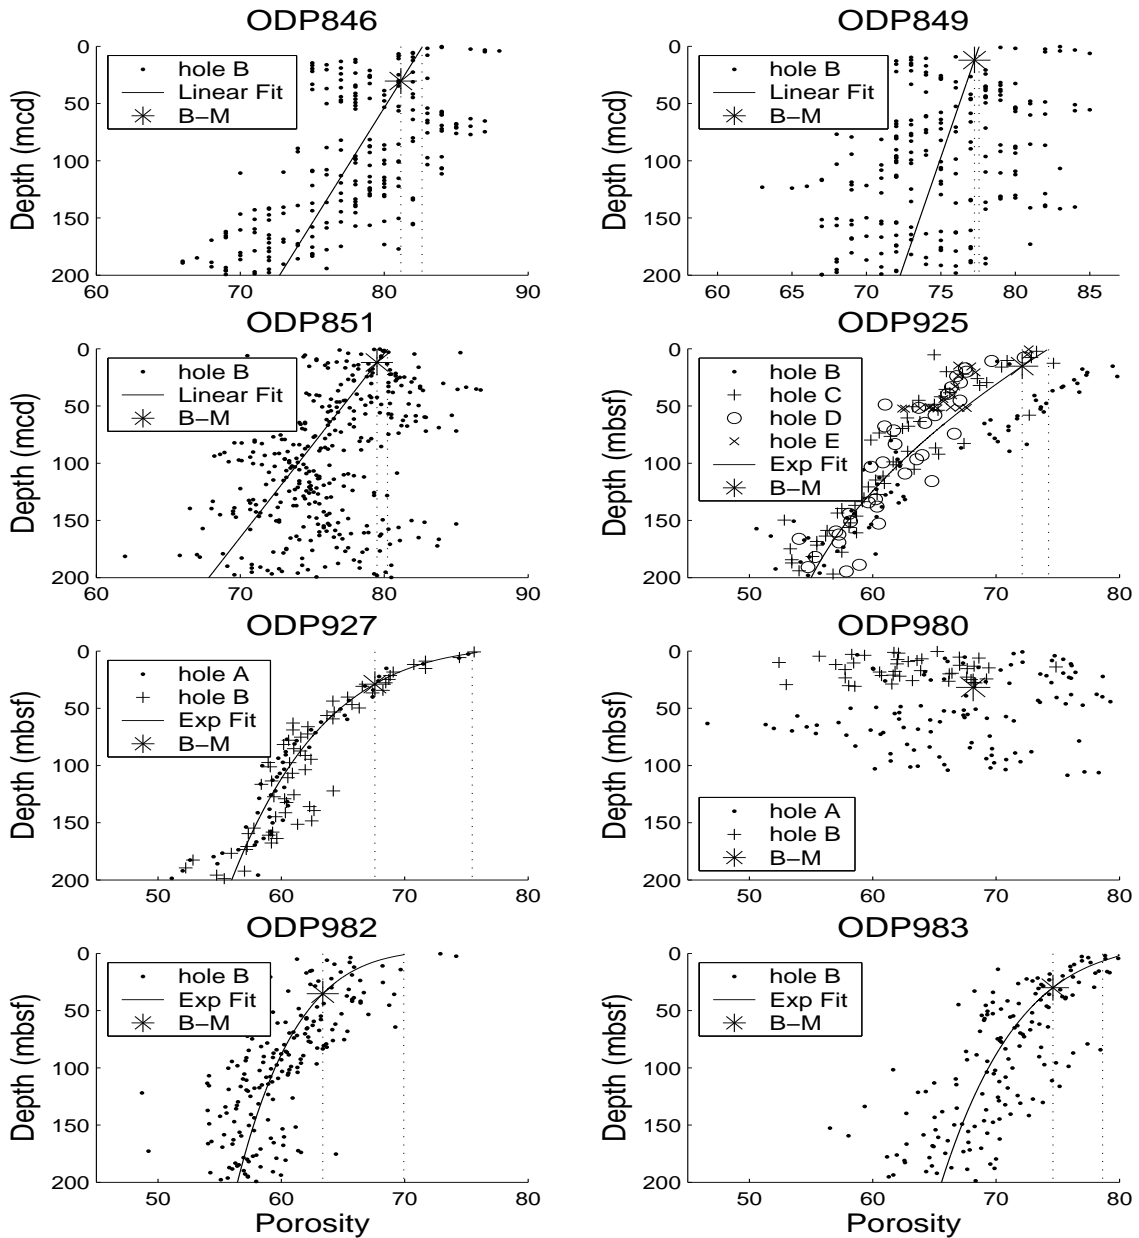 ODP846
0
50
100
150
200
Depth (mcd)
60
70
80
90
hole B
Linear Fit
B−M
ODP849
0
50
100
150
200
Depth (mcd)
60
65
70
75
80
85
hole B
Linear Fit
B−M
ODP851
0
50
100
150
200
Depth (mcd)
60
70
80
90
hole B
Linear Fit
B−M
ODP925
0
50
100
150
200
Depth (mbsf)
50
60
70
80
hole B
hole C
hole D
hole E
Exp Fit
B−M
ODP927
0
50
100
150
200
Depth (mbsf)
50
60
70
80
hole A
hole B
Exp Fit
B−M
ODP980
0
50
100
150
200
Depth (mbsf)
50
60
70
80
hole A
hole B
B−M
ODP982
0
50
100
150
200
Depth (mbsf)
50
60
70
80
Porosity
hole B
Exp Fit
B−M
ODP983
0
50
100
150
200
Depth (mbsf)
50
60
70
80
Porosity
hole B
Exp Fit
B−M